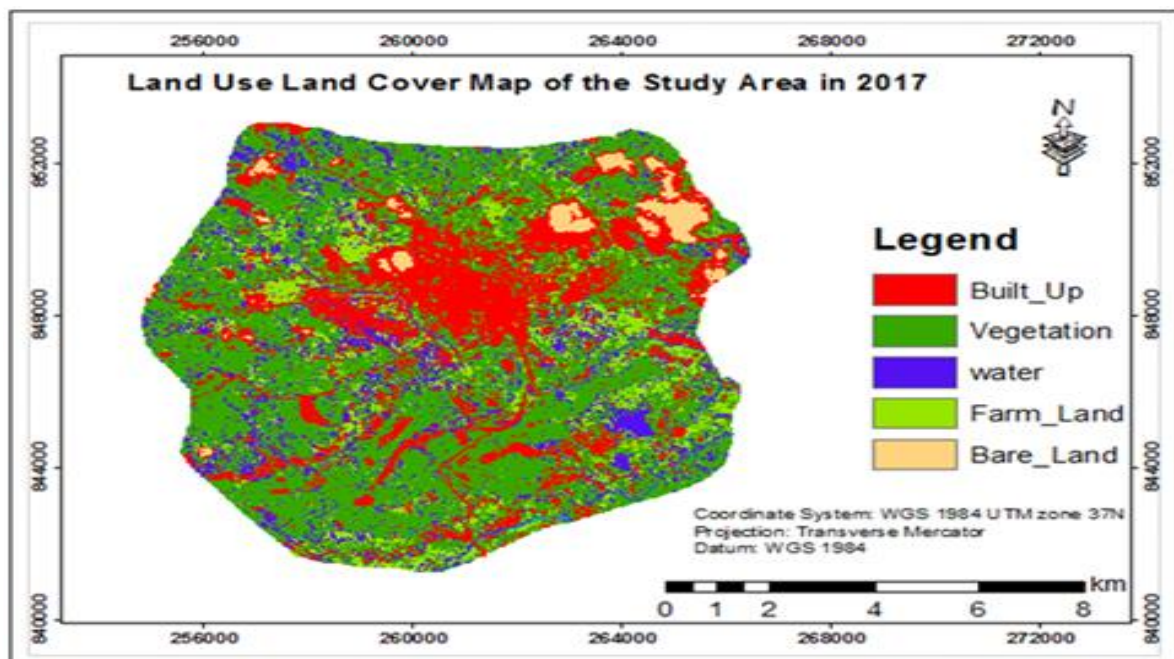 256000 260000 264000 268000 272000
Land Use Land Cover Map of the Study Area in 2017
N
862000 862000
Legend
Built_Up
848000 848000
Vegetation
water
Farm_Land
Bare_Land
844000 844000
Coordinate System: WGS 1984 UTM zone 37N
Projection: Transverse Mercator
Datum: WGS 1984
km
0 1 2 4 6 8
840000 840000
256000 260000 264000 268000 272000